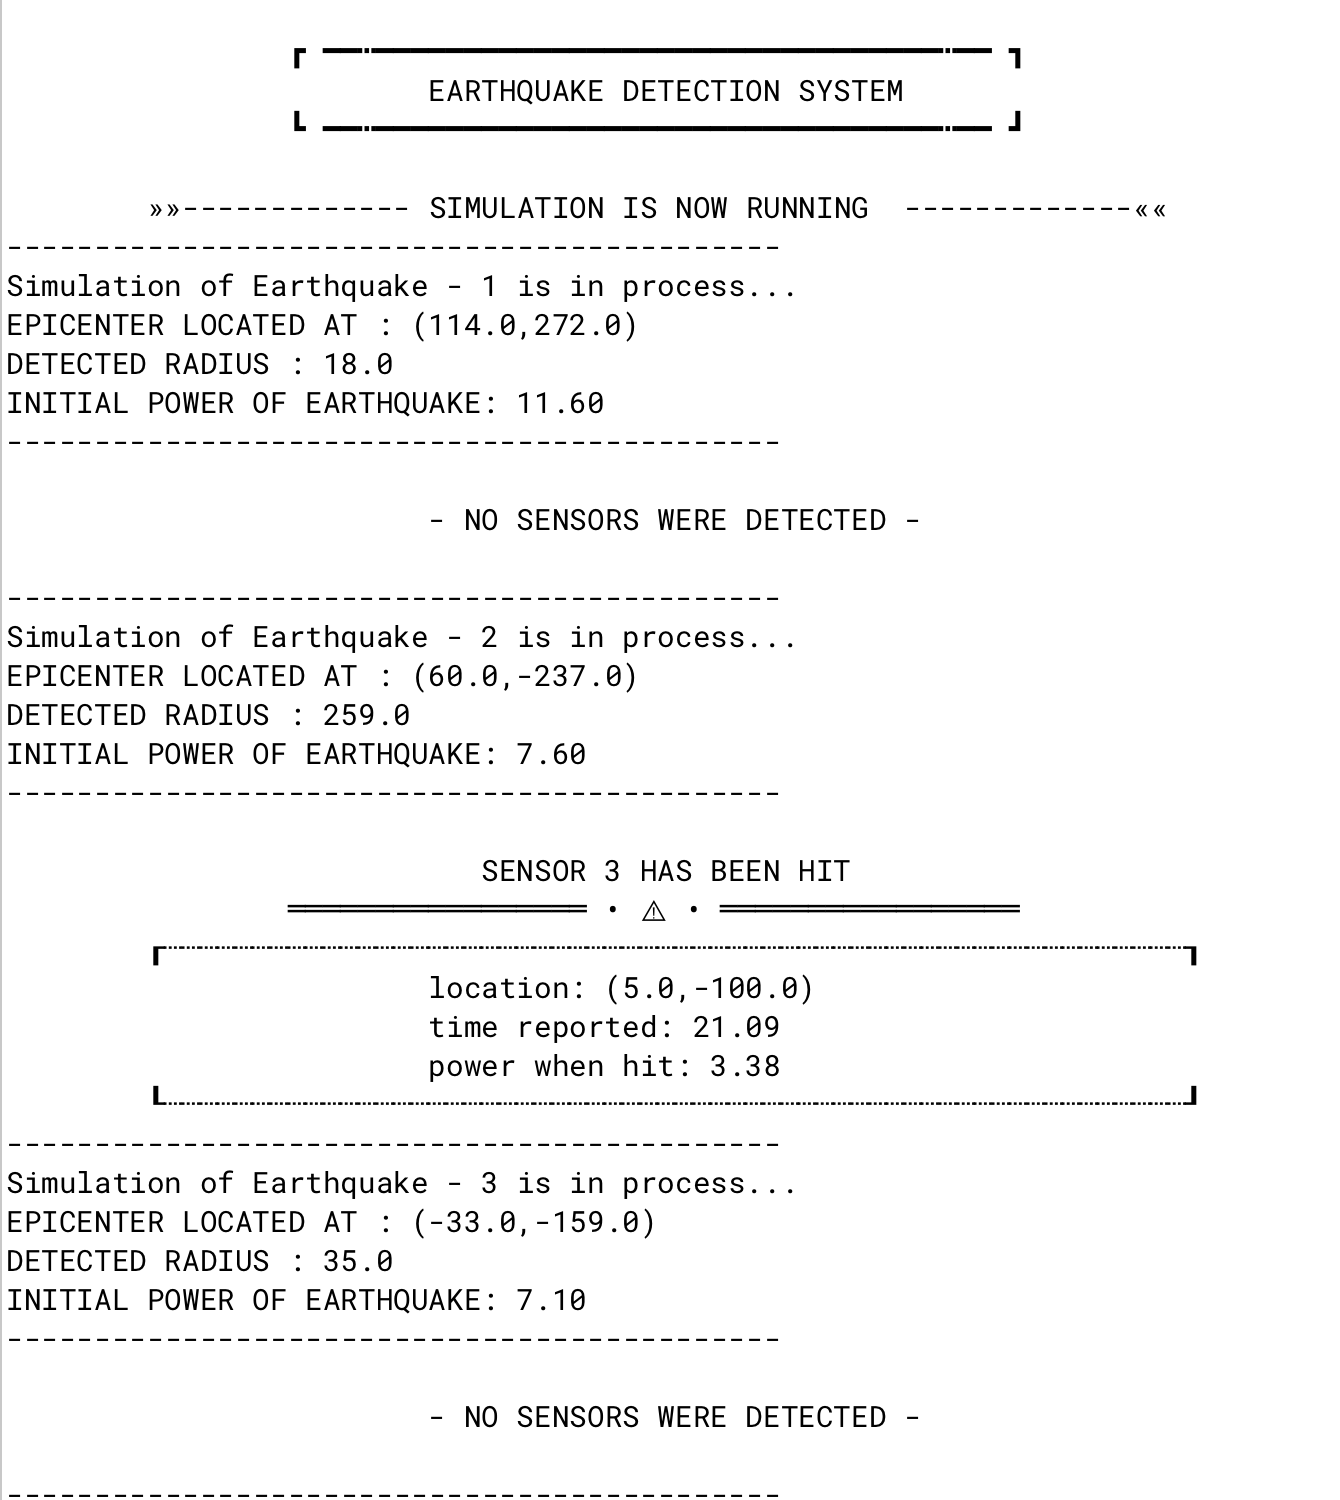 EARTHQUAKE DETECTION SYSTEM
»»------------- SIMULATION IS NOW RUNNING  -------------««
--------------------------------------------
Simulation of Earthquake - 1 is in process...
EPICENTER LOCATED AT : (114.0,272.0)
DETECTED RADIUS : 18.0
INITIAL POWER OF EARTHQUAKE: 11.60
--------------------------------------------
- NO SENSORS WERE DETECTED -
--------------------------------------------
Simulation of Earthquake - 2 is in process...
EPICENTER LOCATED AT : (60.0,-237.0)
DETECTED RADIUS : 259.0
INITIAL POWER OF EARTHQUAKE: 7.60
--------------------------------------------
SENSOR 3 HAS BEEN HIT
═════════════════ • ⚠ • ═════════════════
location: (5.0,-100.0)
time reported: 21.09
power when hit: 3.38
--------------------------------------------
Simulation of Earthquake - 3 is in process...
EPICENTER LOCATED AT : (-33.0,-159.0)
DETECTED RADIUS : 35.0
INITIAL POWER OF EARTHQUAKE: 7.10
--------------------------------------------
- NO SENSORS WERE DETECTED -
--------------------------------------------